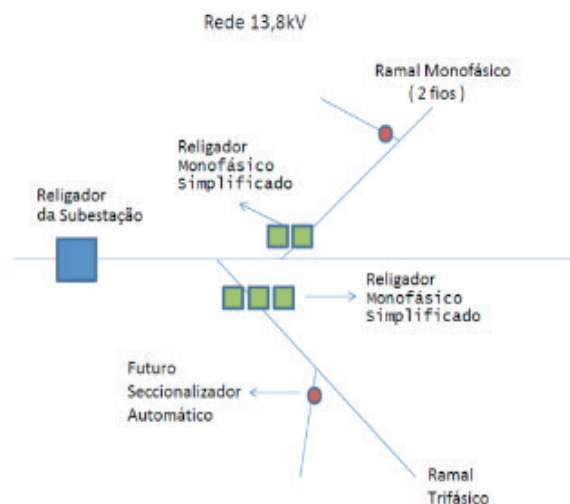 Rede 13,8kV
Ramal Monofásico
( 2 fios )
Religador
Monofásico
Simplificado
Religador
da Subestação
Religador
Monofásico
Simplificado
Futuro
Seccionalizador
Automático
Ramal
Trifásico